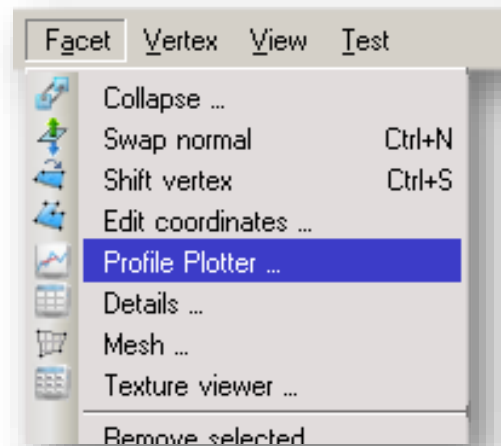 Facet Vertex View Test
Collapse ...
Swap normal Ctrl+N
Shift vertex Ctrl+S
Edit coordinates ...
Profile Plotter ...
Details ...
Mesh ...
Texture viewer ...
Remove selected